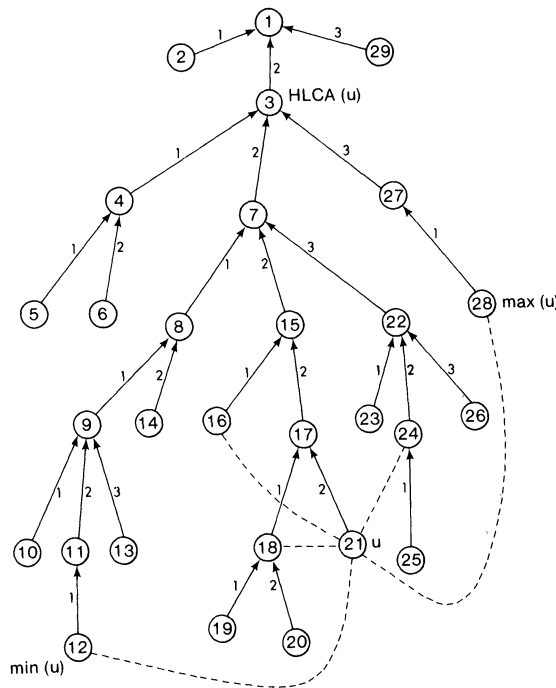 1
1 3
2 29
2
3 HLCA (u)
1 2 3
4 27
7
1 2 1 2 3 1
5 6 28 max (u)
8 15 22
1 2 1 2 1 2 3
9 14 16 17 23 24 26
1 2 3 1 2 1
10 11 13 18 21 u 25
1 1 2
19 20
12
min (u)